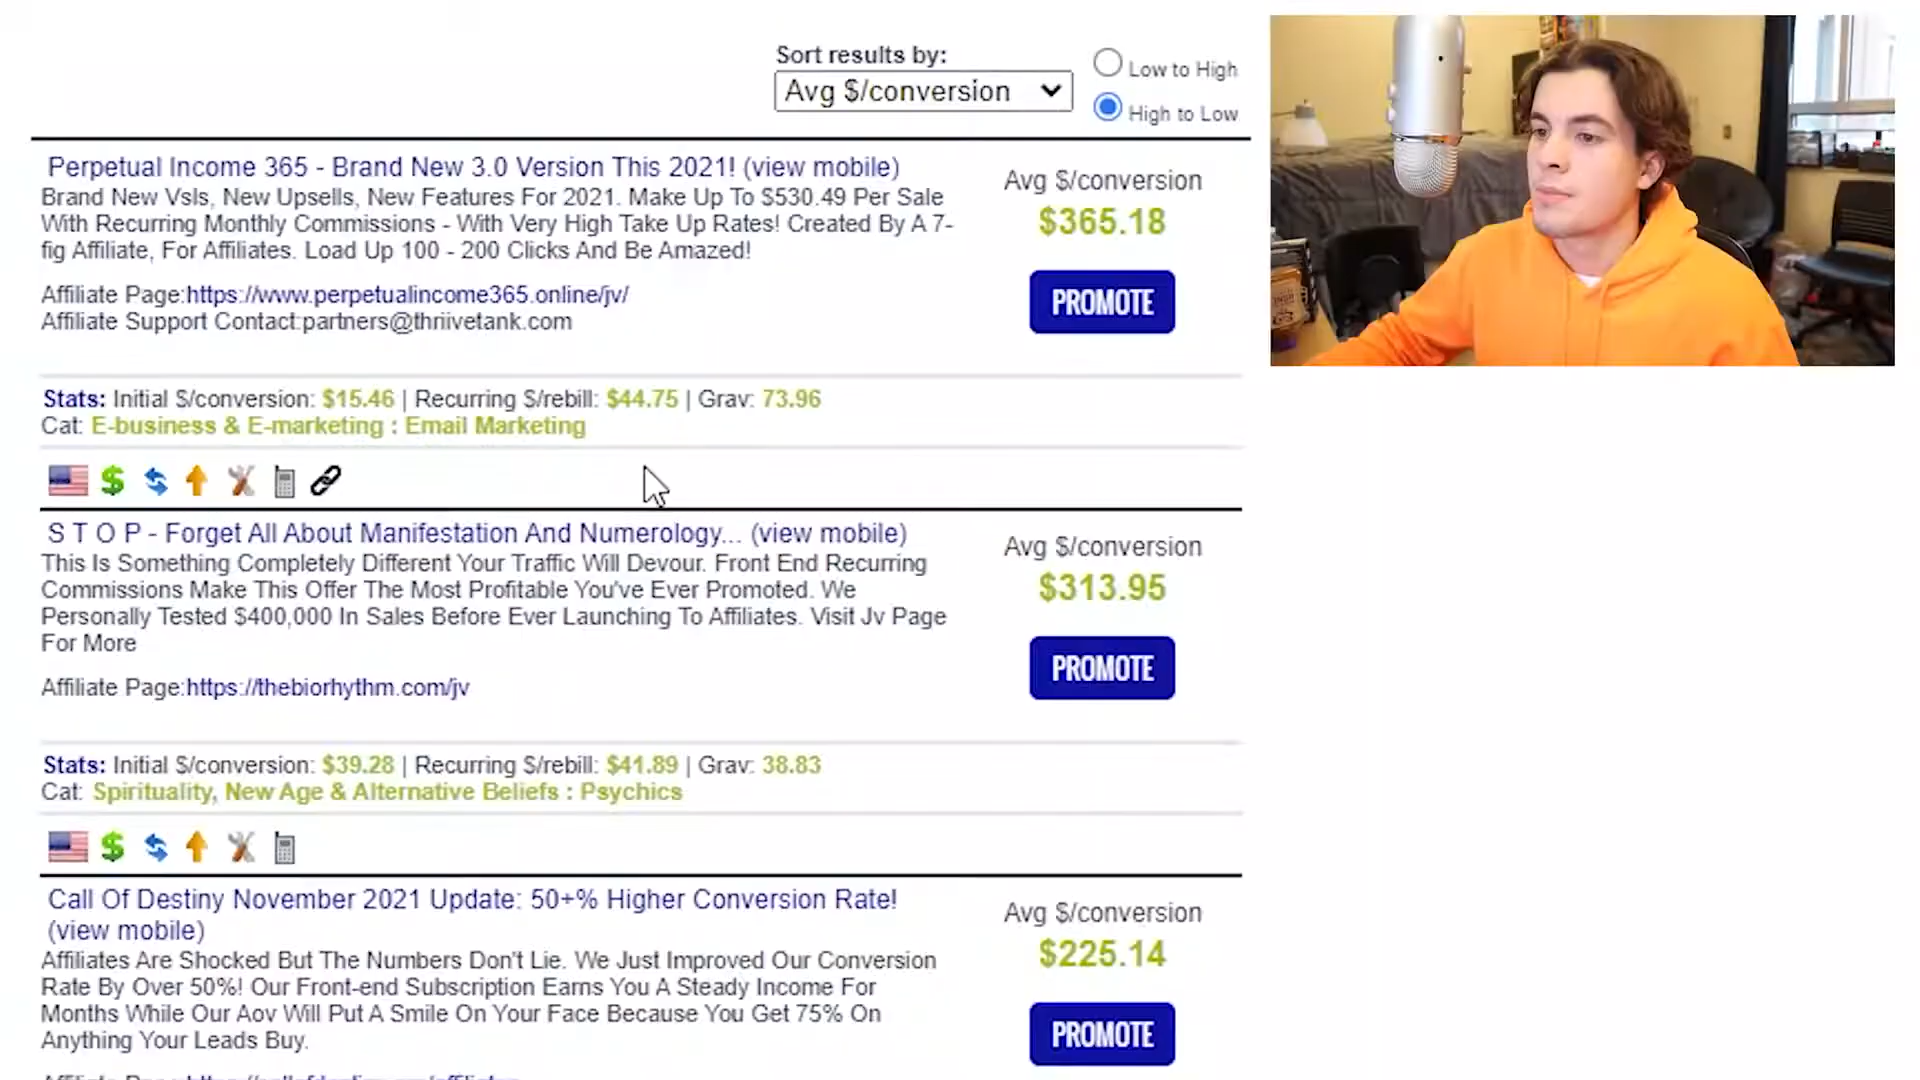 Sort results by:
Avg $/conversion
Low to High
High to Low
Perpetual Income 365 - Brand New 3.0 Version This 2021! (view mobile)
Brand New Vsls, New Upsells, New Features For 2021. Make Up To $530.49 Per Sale
With Recurring Monthly Commissions - With Very High Take Up Rates! Created By A 7-
fig Affiliate, For Affiliates. Load Up 100 - 200 Clicks And Be Amazed!
Avg $/conversion
$365.18
PROMOTE
Affiliate Page:https://www.perpetualincome365.online/jv/
Affiliate Support Contact:partners@thriivetank.com
Stats: Initial $/conversion: $15.46 | Recurring $/rebill: $44.75 | Grav: 73.96
Cat: E-business & E-marketing : Email Marketing
S T O P - Forget All About Manifestation And Numerology... (view mobile)
This Is Something Completely Different Your Traffic Will Devour. Front End Recurring
Commissions Make This Offer The Most Profitable You've Ever Promoted. We
Personally Tested $400,000 In Sales Before Ever Launching To Affiliates. Visit Jv Page
For More
Avg $/conversion
$313.95
PROMOTE
Affiliate Page:https://thebiorhythm.com/jv
Stats: Initial $/conversion: $39.28 | Recurring $/rebill: $41.89 | Grav: 38.83
Cat: Spirituality, New Age & Alternative Beliefs : Psychics
Call Of Destiny November 2021 Update: 50+% Higher Conversion Rate!
(view mobile)
Affiliates Are Shocked But The Numbers Don't Lie. We Just Improved Our Conversion
Rate By Over 50%! Our Front-end Subscription Earns You A Steady Income For
Months While Our Aov Will Put A Smile On Your Face Because You Get 75% On
Anything Your Leads Buy.
Avg $/conversion
$225.14
PROMOTE